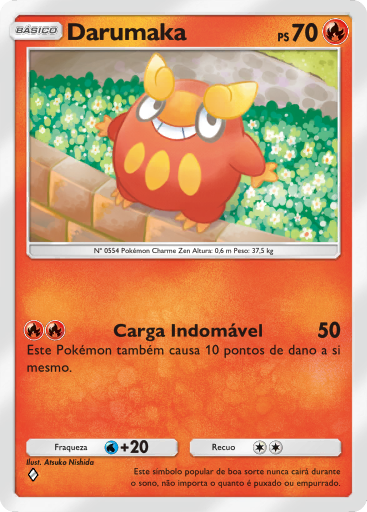 BÁSICO Darumaka PS 70
N° 0554 Pokémon Charme Zen Altura: 0,6 m Peso: 37,5 kg
Carga Indomável 50
Este Pokémon também causa 10 pontos de dano a si
mesmo.
Fraqueza +20 Recuo
Ilust. Atsuko Nishida
Este símbolo popular de boa sorte nunca cairá durante
o sono, não importa o quanto é puxado ou empurrado.